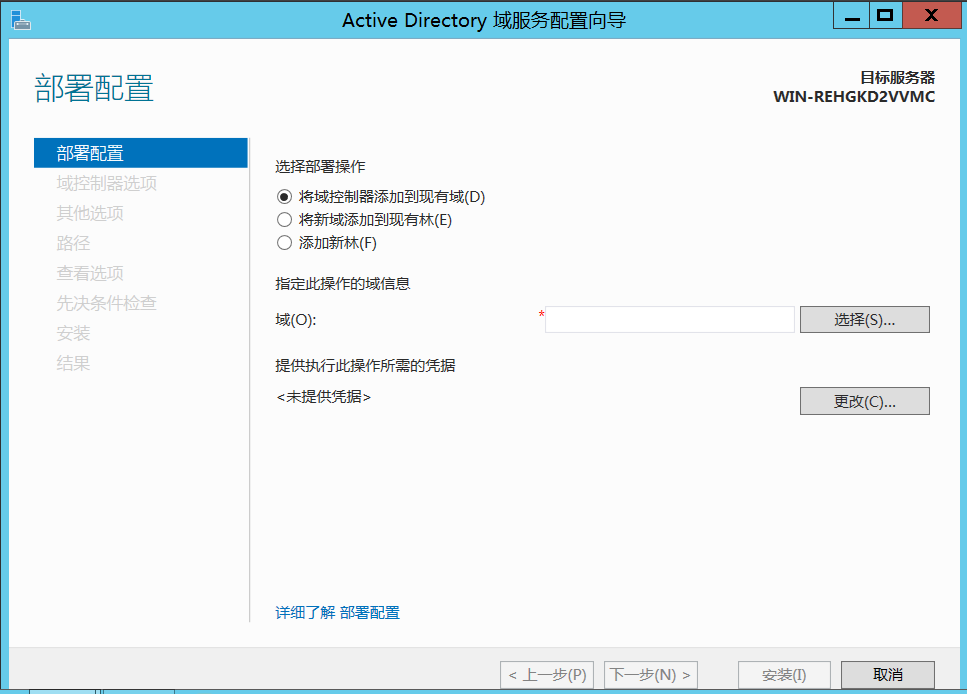 Active Directory 域服务配置向导
部署配置
目标服务器
WIN-REHGKD2VVMC
部署配置
域控制器选项
其他选项
路径
查看选项
先决条件检查
安装
结果
选择部署操作
将域控制器添加到现有域(D)
将新域添加到现有林(E)
添加新林(F)
指定此操作的域信息
域(O):
*
选择(S)...
提供执行此操作所需的凭据
<未提供凭据>
更改(C)...
详细了解 部署配置
< 上一步(P)
下一步(N) >
安装(I)
取消